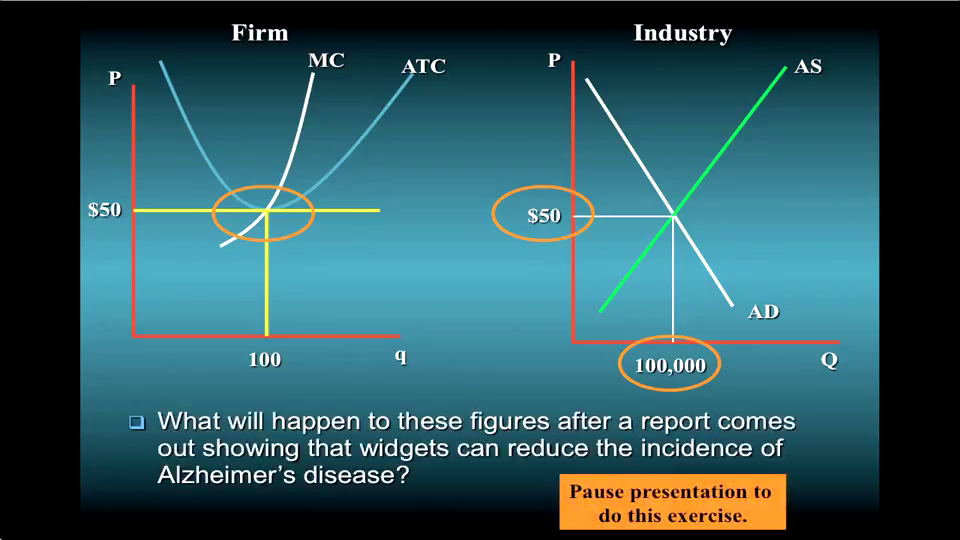 Firm
Industry
P
MC
ATC
$50
100
q
P
AS
$50
AD
100,000
Q
What will happen to these figures after a report comes
out showing that widgets can reduce the incidence of
Alzheimer's disease?
Pause presentation to
do this exercise.